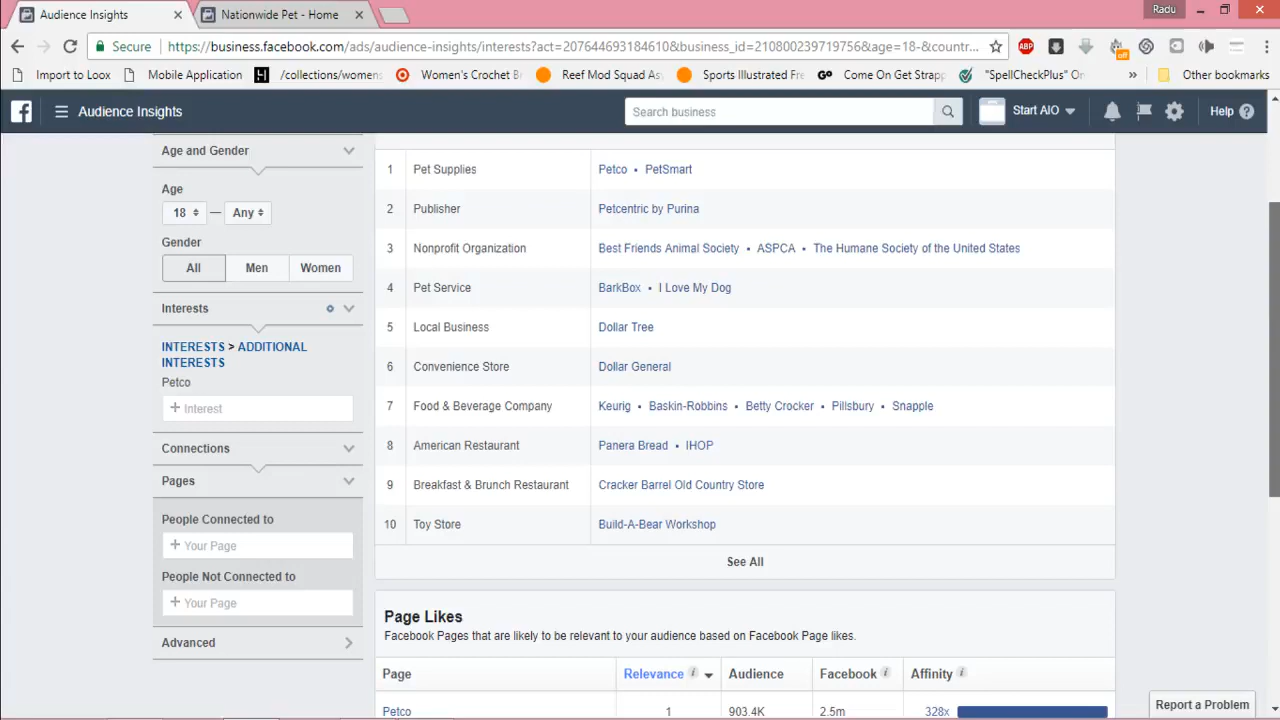 Audience Insights
Nationwide Pet - Home
Radu
Secure
https://business.facebook.com/ads/audience-insights/interests?act=207644693184610&business_id=210800239719756&age=18-&countr...
ABP
off
Import to Loox
Mobile Application
H /collections/womens
Women's Crochet B
Reef Mod Squad As
Sports Illustrated Fre
GO Come On Get Strapp
"SpellCheckPlus" On
»
Other bookmarks
Audience Insights
Search business
Start AIO
Help ?
Age and Gender
Age
18 — Any
Gender
All Men Women
Interests
INTERESTS > ADDITIONAL
INTERESTS
Petco
+ Interest
Connections
Pages
People Connected to
+ Your Page
People Not Connected to
+ Your Page
Advanced
1 Pet Supplies Petco • PetSmart
2 Publisher Petcentric by Purina
3 Nonprofit Organization Best Friends Animal Society • ASPCA • The Humane Society of the United States
4 Pet Service BarkBox • I Love My Dog
5 Local Business Dollar Tree
6 Convenience Store Dollar General
7 Food & Beverage Company Keurig • Baskin-Robbins • Betty Crocker • Pillsbury • Snapple
8 American Restaurant Panera Bread • IHOP
9 Breakfast & Brunch Restaurant Cracker Barrel Old Country Store
10 Toy Store Build-A-Bear Workshop
See All
Page Likes
Facebook Pages that are likely to be relevant to your audience based on Facebook Page likes.
Page Relevance i Audience Facebook i Affinity i
Petco 1 903.4K 2.5m 328x
Report a Problem